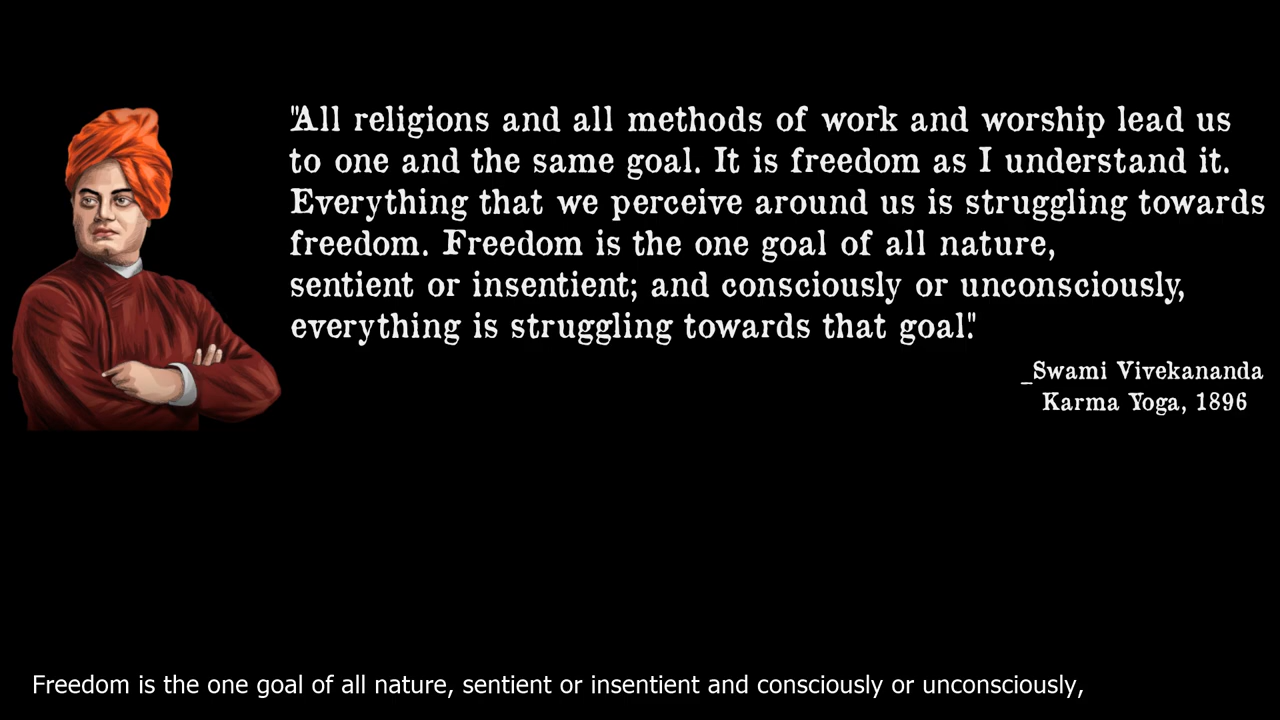 "All religions and all methods of work and worship lead us
to one and the same goal. It is freedom as I understand it.
Everything that we perceive around us is struggling towards
freedom. Freedom is the one goal of all nature,
sentient or insentient; and consciously or unconsciously,
everything is struggling towards that goal."
_Swami Vivekananda
Karma Yoga, 1896
Freedom is the one goal of all nature, sentient or insentient and consciously or unconsciously,